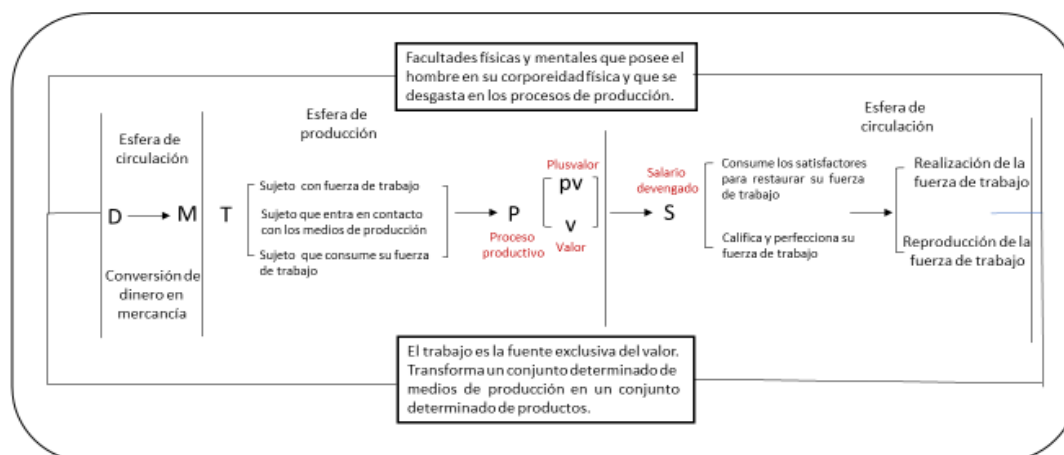 Facultades físicas y mentales que posee el
hombre en su corporeidad física y que se
desgasta en los procesos de producción.
Esfera de
circulación
D
M
Conversión de
dinero en
mercancía
Esfera de
producción
T
Sujeto con fuerza de trabajo
Sujeto que entra en contacto
con los medios de producción
Sujeto que consume su fuerza
de trabajo
P
Proceso
productivo
Plusvalor
pv
v
Valor
Esfera de
circulación
Salario
devengado
S
Consume los satisfactores
para restaurar su fuerza
de trabajo
Califica y perfecciona su
fuerza de trabajo
Realización de la
fuerza de trabajo
Reproducción de la
fuerza de trabajo
El trabajo es la fuente exclusiva del valor.
Transforma un conjunto determinado de
medios de producción en un conjunto
determinado de productos.